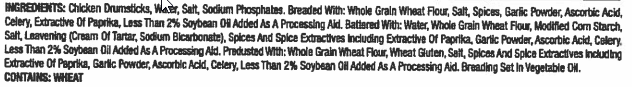 INGREDIENTS: Chicken Drumsticks, Water, Salt, Sodium Phosphates. Breaded With: Whole Grain Wheat Flour, Salt, Spices, Garlic Powder, Ascorbic Acid,
Celery, Extractive Of Paprika, Less Than 2% Soybean Oil Added As A Processing Aid. Battered With: Water, Whole Grain Wheat Flour, Modified Corn Starch,
Salt, Leavening (Cream Of Tartar, Sodium Bicarbonate), Spices And Spice Extractives Including Extractive Of Paprika, Garlic Powder, Ascorbic Acid, Celery,
Less Than 2% Soybean Oil Added As A Processing Aid. Predusted With: Whole Grain Wheat Flour, Wheat Gluten, Salt, Spices And Spice Extractives Including
Extractive Of Paprika, Garlic Powder, Ascorbic Acid, Celery, Less Than 2% Soybean Oil Added As A Processing Aid. Breading Set In Vegetable Oil.
CONTAINS: WHEAT